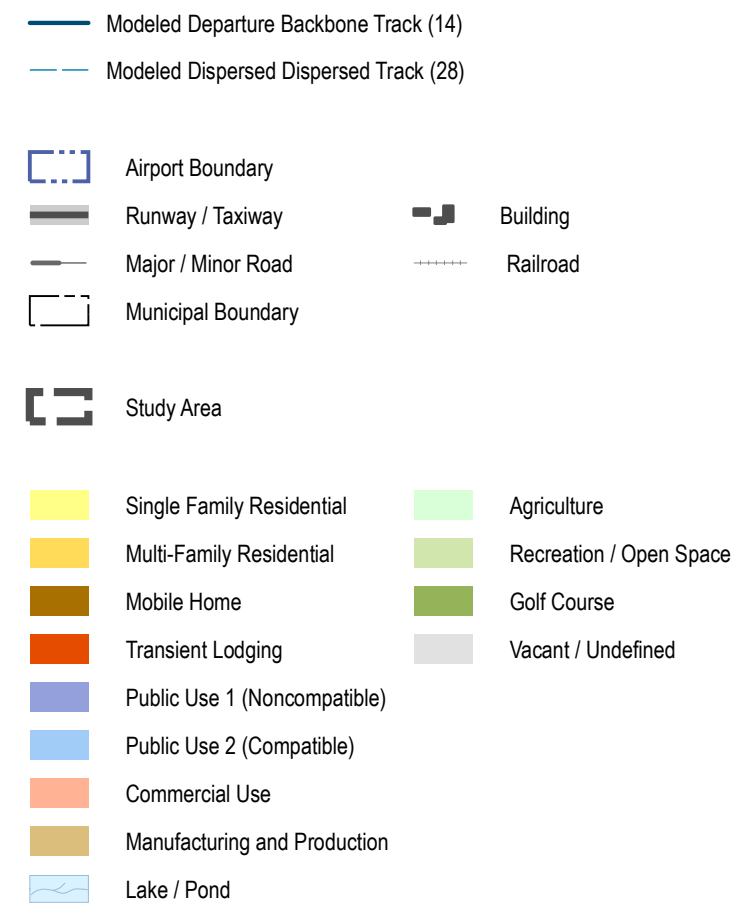 Modeled Departure Backbone Track (14)
Modeled Dispersed Dispersed Track (28)
Airport Boundary
Runway / Taxiway
Building
Major / Minor Road
Railroad
Municipal Boundary
Study Area
Single Family Residential
Agriculture
Multi-Family Residential
Recreation / Open Space
Mobile Home
Golf Course
Transient Lodging
Vacant / Undefined
Public Use 1 (Noncompatible)
Public Use 2 (Compatible)
Commercial Use
Manufacturing and Production
Lake / Pond